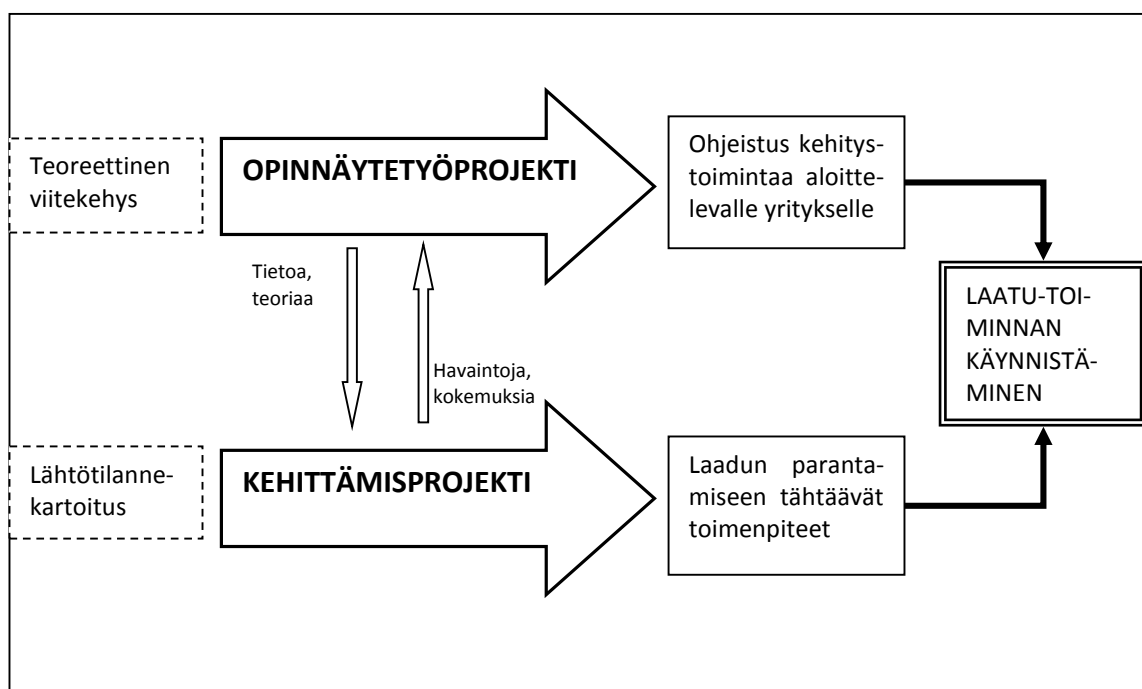 Teoreettinen
viitekehys
OPINNÄYTETYÖPROJEKTI
Ohjeistus kehitys-
toimintaa aloitte-
levalle yritykselle
Tietoa,
teoriaa
Havaintoja,
kokemuksia
LAATU-TOI-
MINNAN
KÄYNNISTÄ-
MINEN
Lähtötilanne-
kartoitus
KEHITTÄMISPROJEKTI
Laadun paranta-
miseen tähtäävät
toimenpiteet